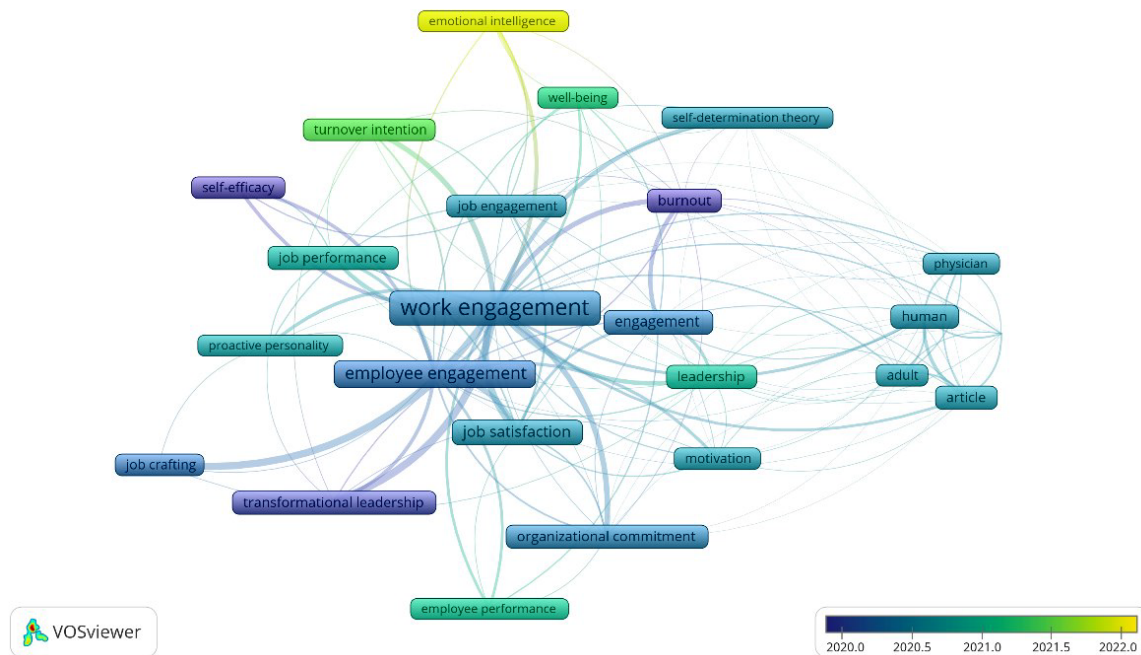 emotional intelligence
well-being
self-determination theory
turnover intention
self-efficacy
burnout
job engagement
job performance
physician
work engagement
human
engagement
proactive personality
employee engagement
leadership
adult
article
job satisfaction
motivation
job crafting
transformational leadership
organizational commitment
employee performance
VOSviewer
2020.0 2020.5 2021.0 2021.5 2022.0